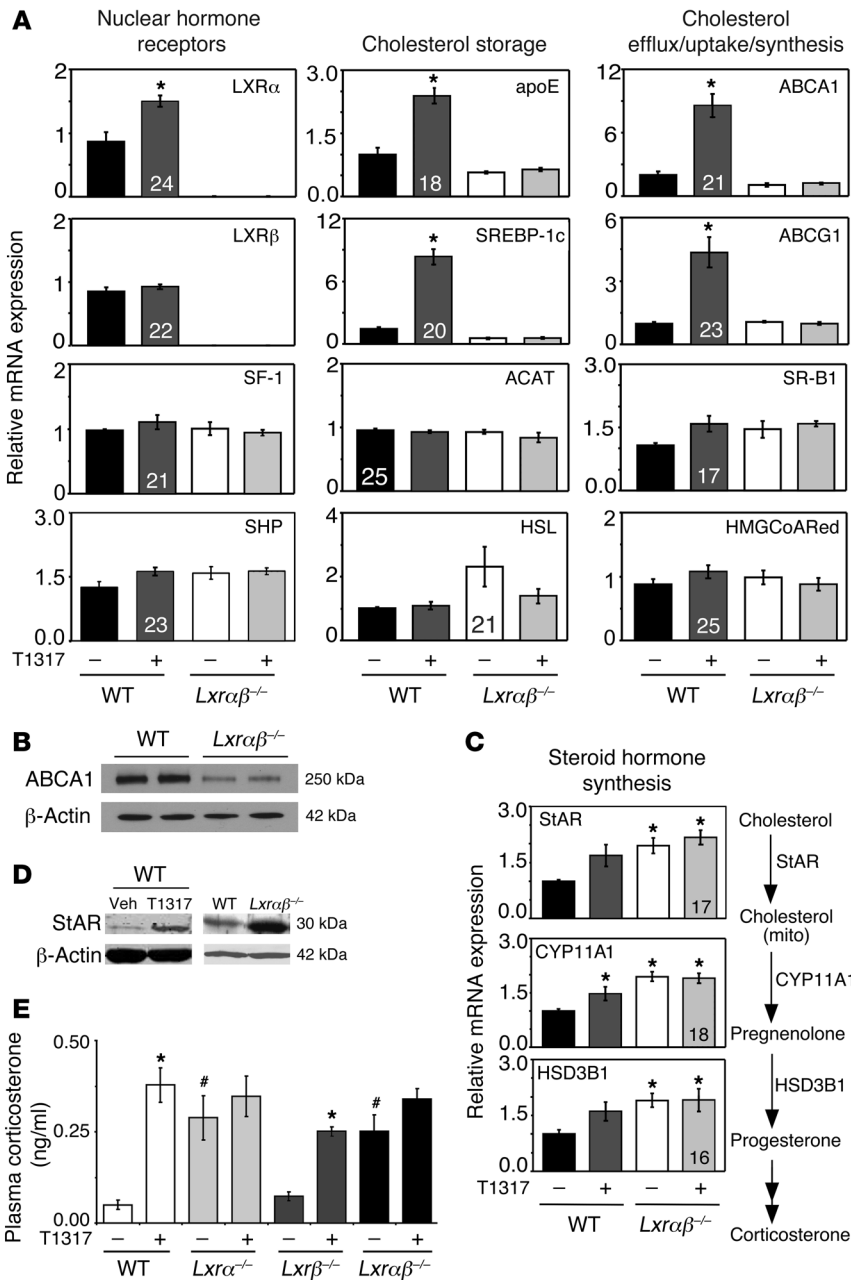 A
Nuclear hormone
receptors
Cholesterol storage
Cholesterol
efflux/uptake/synthesis
Relative mRNA expression
2
1
0
LXRα
*
24
3.0
1.5
0.0
apoE
*
18
12
6
0
ABCA1
*
21
2
1
0
LXRβ
22
12
6
0
SREBP-1c
*
20
6
3
0
ABCG1
*
23
2
1
0
SF-1
21
2
1
0
ACAT
25
3.0
1.5
0.0
SR-B1
17
3.0
1.5
0.0
SHP
23
4
2
0
HSL
21
2
1
0
HMGCoARed
25
T1317 – + – + – + – +
WT Lxrαβ–/– WT Lxrαβ–/– WT Lxrαβ–/–
B
WT Lxrαβ–/–
ABCA1 250 kDa
β-Actin 42 kDa
C
Steroid hormone
synthesis
Relative mRNA expression
3.0
1.5
0.0
StAR
* *
17
3.0
1.5
0.0
CYP11A1
* * *
18
Relative mRNA expression
3.0
1.5
0.0
HSD3B1
* *
16
T1317 – + – +
WT Lxrαβ–/–
Cholesterol
StAR
Cholesterol
(mito)
CYP11A1
Pregnenolone
HSD3B1
Progesterone
Corticosterone
D
WT
Veh T1317 WT Lxrαβ–/–
StAR 30 kDa
β-Actin 42 kDa
E
Plasma corticosterone
(ng/ml)
0.50
0.25
0.00
* # * #
T1317 – + – + – + – +
WT Lxrα–/– Lxrβ–/– Lxrαβ–/–